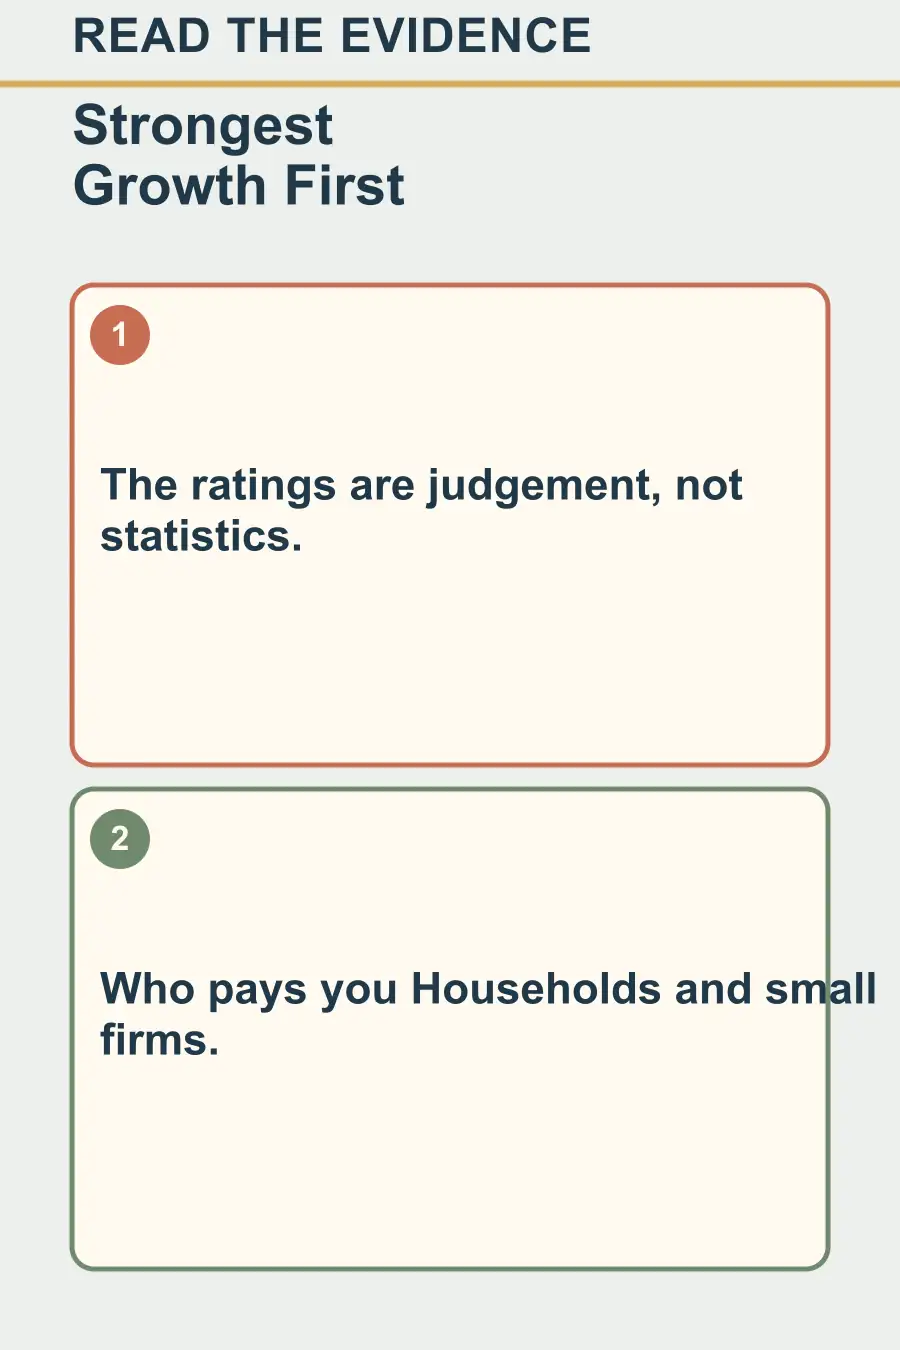 READ THE EVIDENCE
Strongest
Growth First
1
The ratings are judgement, not
statistics.
2
Who pays you Households and small
firms.